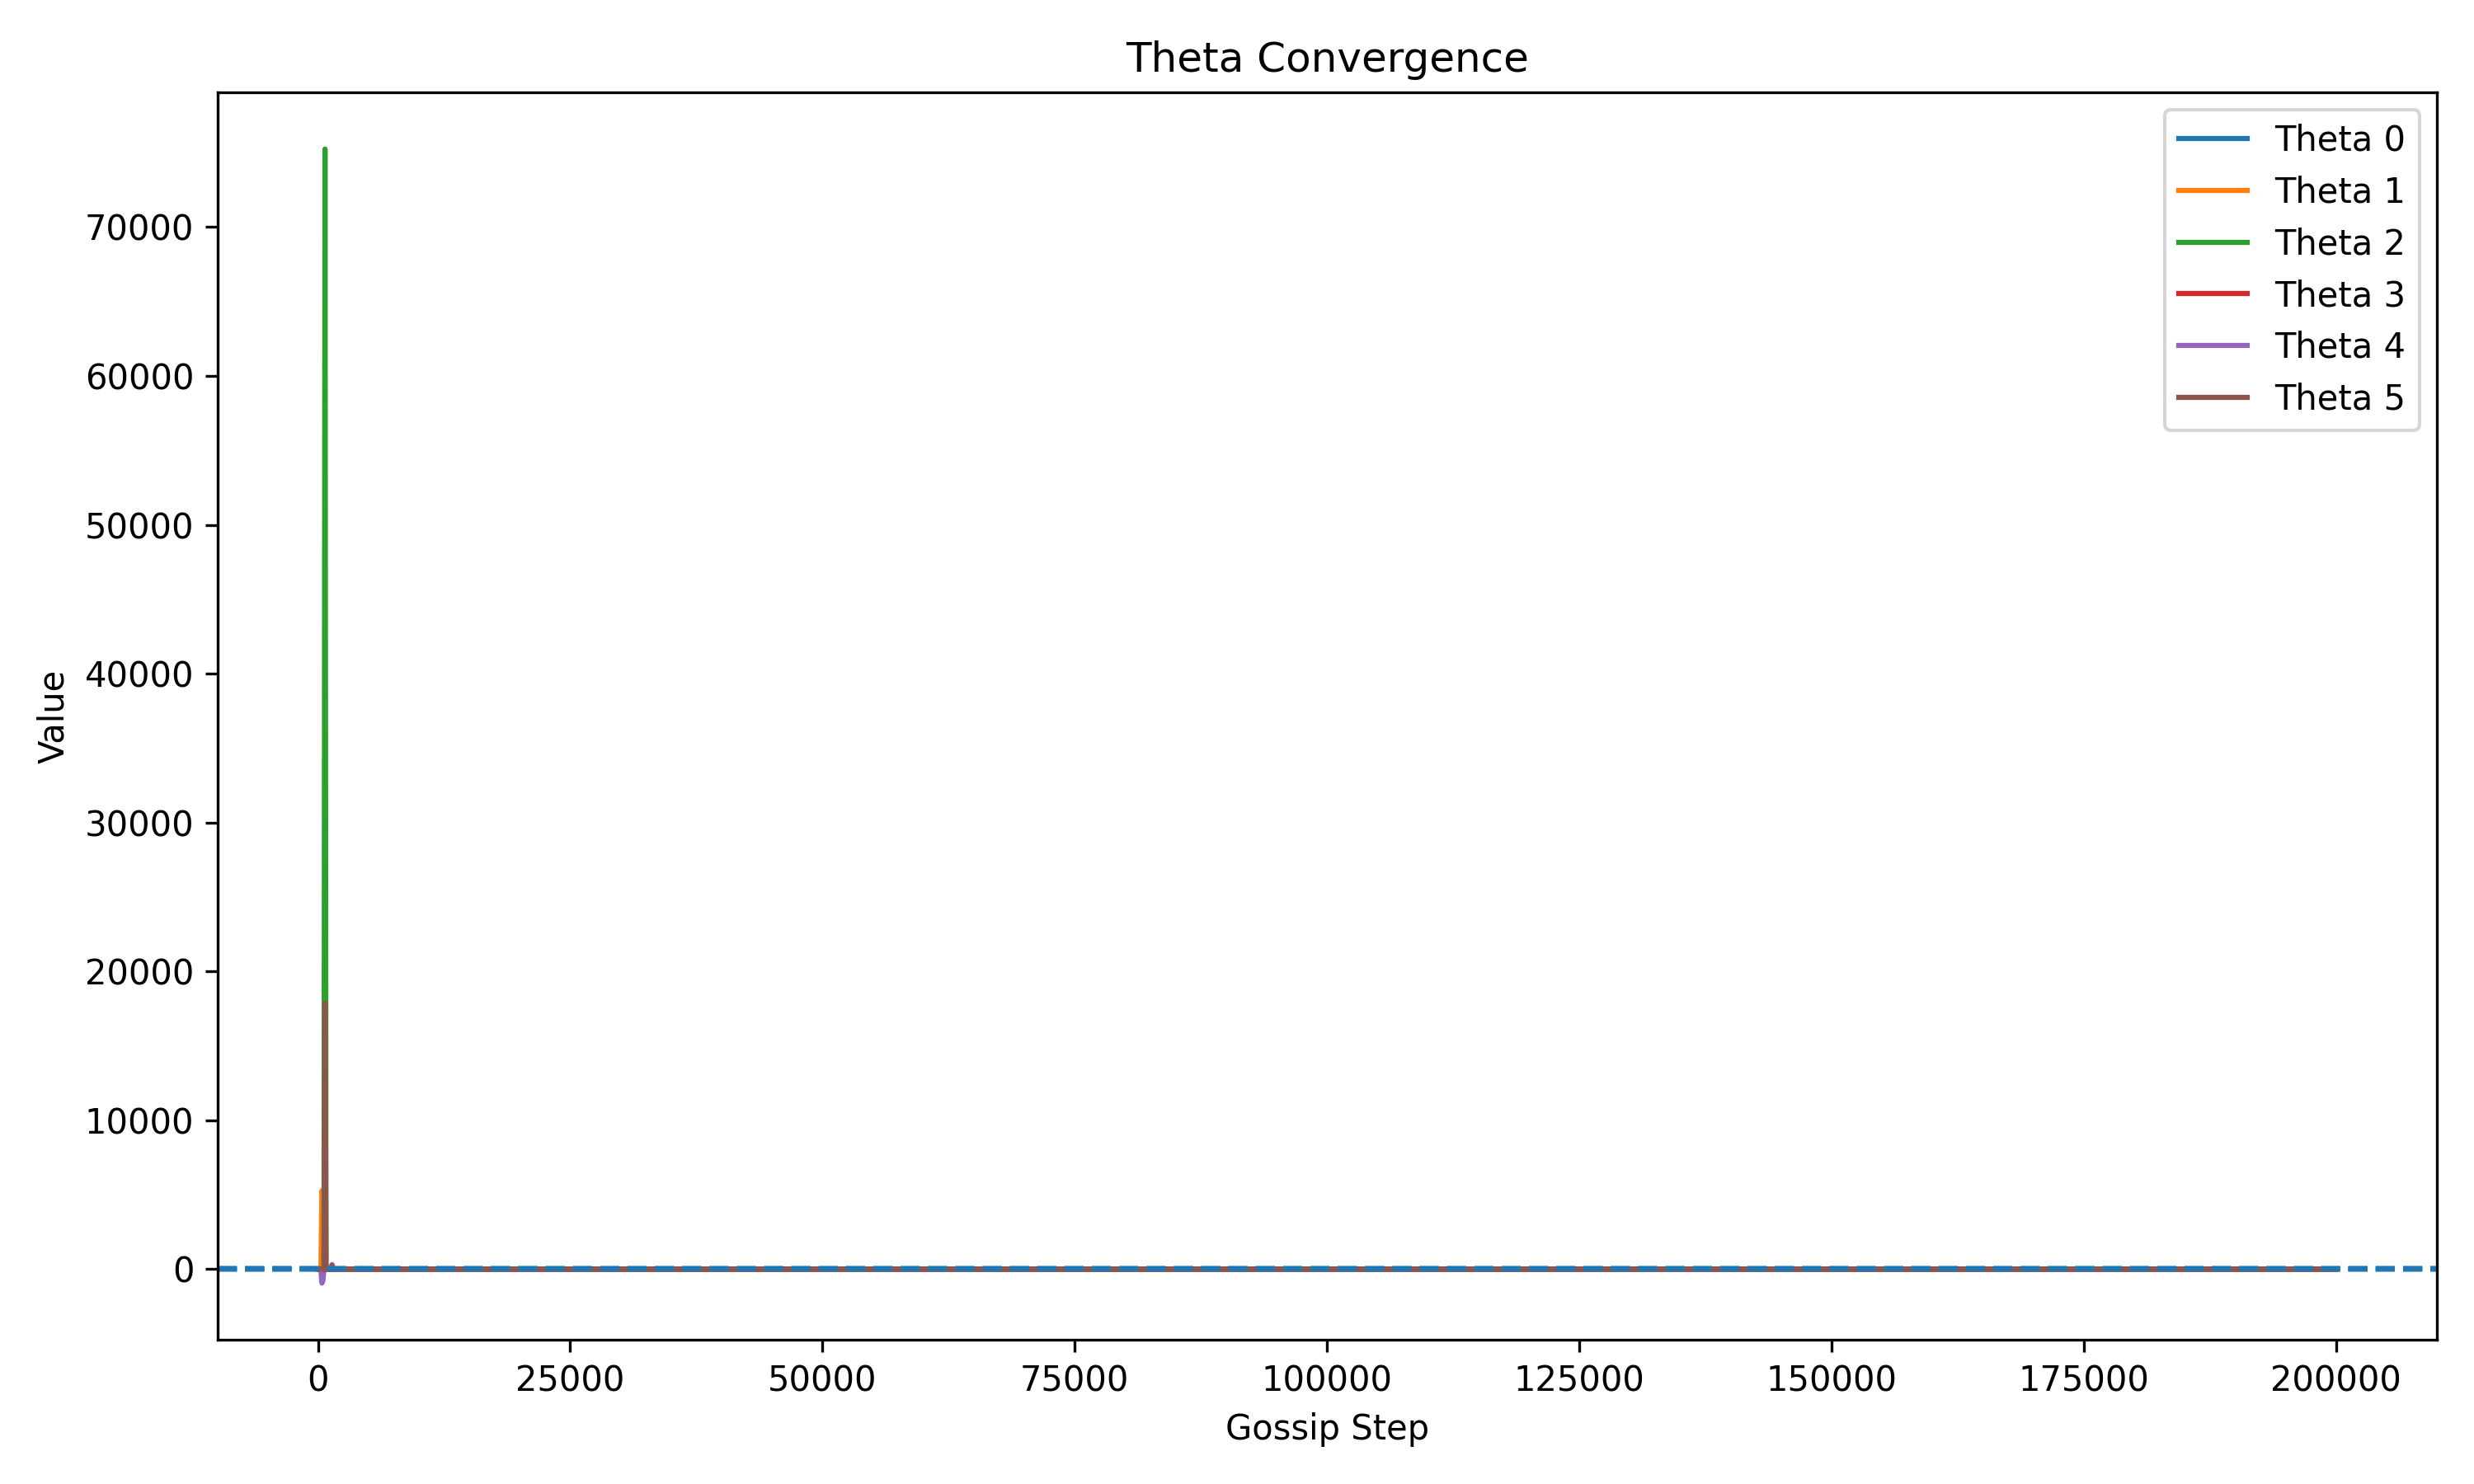 Theta Convergence
Theta 0
Theta 1
Theta 2
Theta 3
Theta 4
Theta 5
Value
70000
60000
50000
40000
30000
20000
10000
0
0 25000 50000 75000 100000 125000 150000 175000 200000
Gossip Step